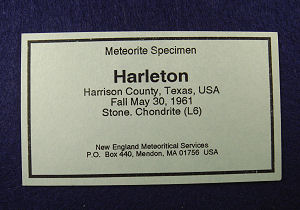 Meteorite Specimen
Harleton
Harrison County, Texas, USA
Fall May 30, 1961
Stone. Chondrite (L6)
New England Meteoritical Services
P.O. Box 440, Mendon, MA 01756 USA